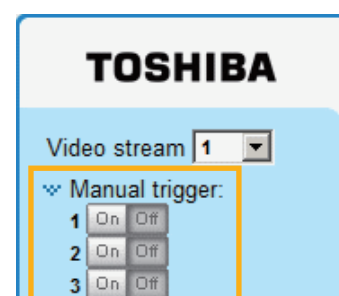 TOSHIBA
Video stream 1
Manual trigger:
1 On Off
2 On Off
3 On Off